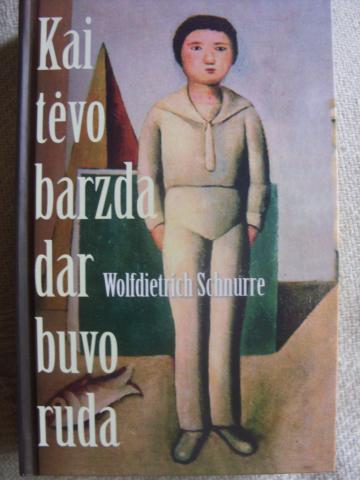 Kai
tėvo
barzda
dar
Wolfdietrich Schnurre
buvo
ruda